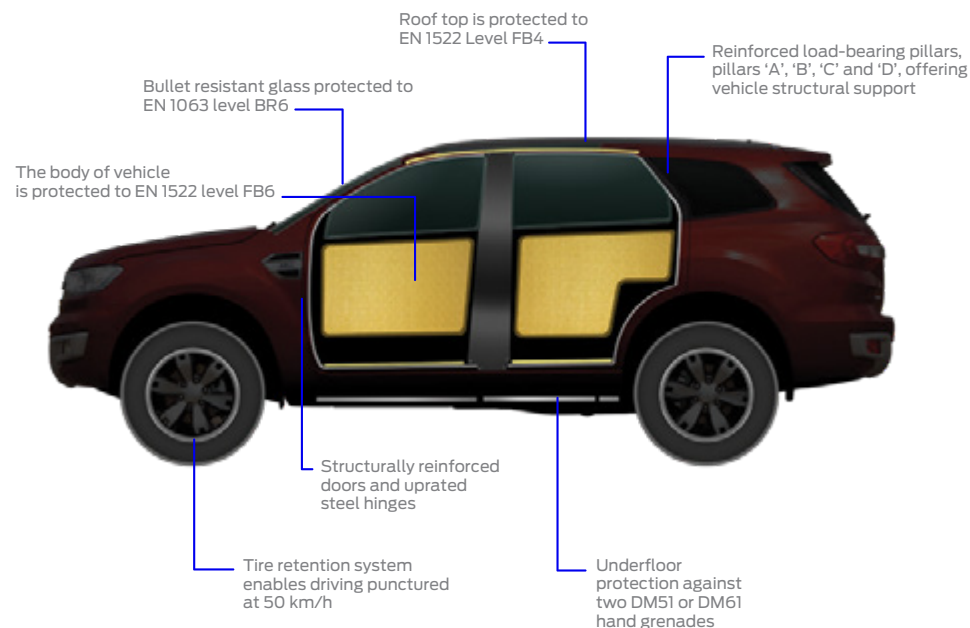 Roof top is protected to
EN 1522 Level FB4
Reinforced load-bearing pillars,
pillars ‘A’, ‘B’, ‘C’ and ‘D’, offering
vehicle structural support
Bullet resistant glass protected to
EN 1063 level BR6
The body of vehicle
is protected to EN 1522 level FB6
Structurally reinforced
doors and uprated
steel hinges
Tire retention system
enables driving punctured
at 50 km/h
Underfloor
protection against
two DM51 or DM61
hand grenades